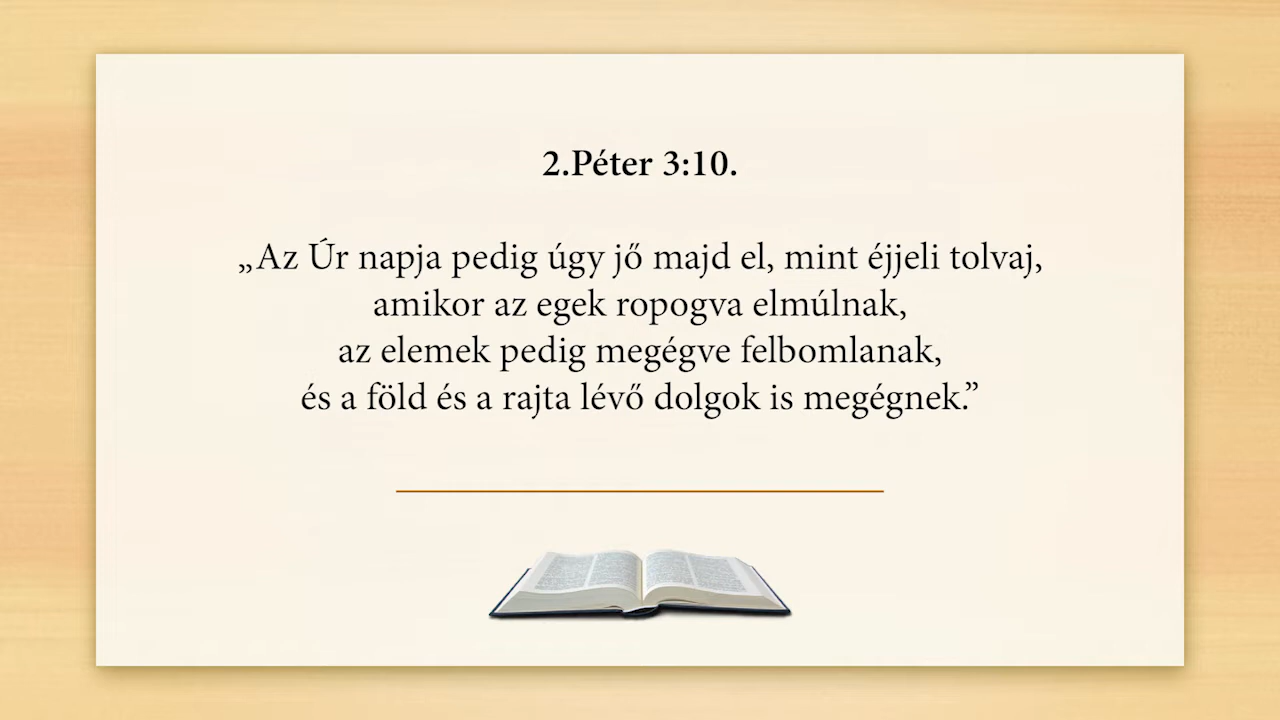 2.Péter 3:10.
„Az Úr napja pedig úgy jő majd el, mint éjjeli tolvaj,
amikor az egek ropogva elmúlnak,
az elemek pedig megégve felbomlanak,
és a föld és a rajta lévő dolgok is megégnek.”